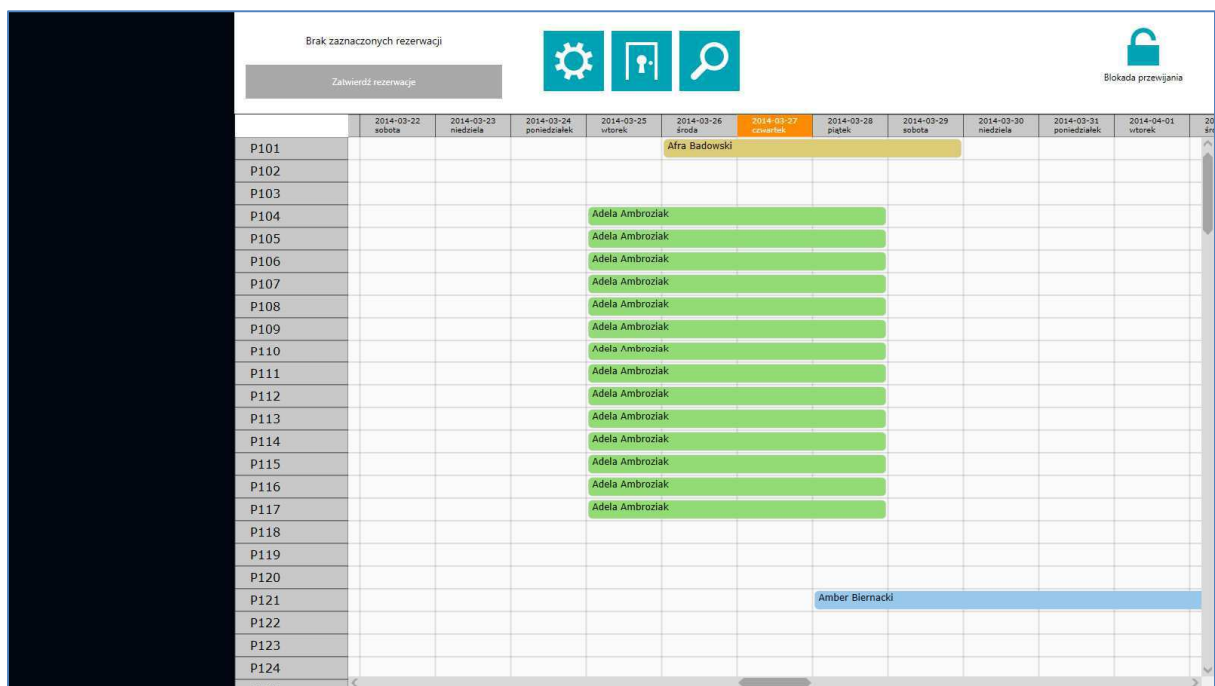 Brak zaznaczonych rezerwacji
Zatwierdź rezerwacje
Blokada przewijania
2014-03-22 2014-03-23 2014-03-24 2014-03-25 2014-03-26 2014-03-27 2014-03-28 2014-03-29 2014-03-30 2014-03-31 2014-04-01 20
sobota niedziela poniedziałek wtorek środa czwartek piątek sobota niedziela poniedziałek wtorek śro
P101 Afra Badowski
P102
P103
P104 Adela Ambroziak
P105 Adela Ambroziak
P106 Adela Ambroziak
P107 Adela Ambroziak
P108 Adela Ambroziak
P109 Adela Ambroziak
P110 Adela Ambroziak
P111 Adela Ambroziak
P112 Adela Ambroziak
P113 Adela Ambroziak
P114 Adela Ambroziak
P115 Adela Ambroziak
P116 Adela Ambroziak
P117 Adela Ambroziak
P118
P119
P120
P121 Amber Biernacki
P122
P123
P124